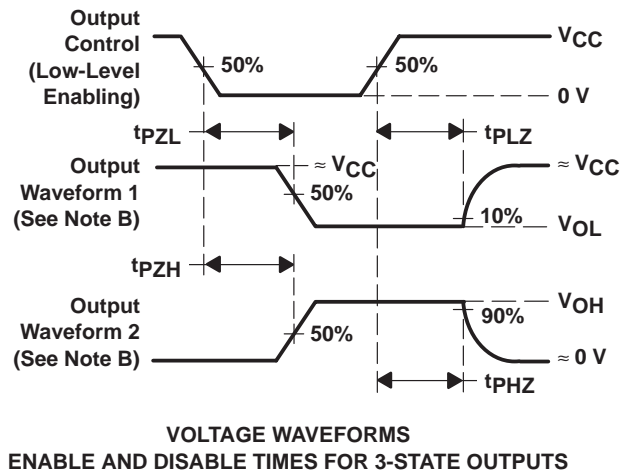 Output
Control
(Low-Level
Enabling)
50%
50%
VCC
0 V
tPZL
tPLZ
Output
Waveform 1
(See Note B)
≈ VCC
50%
≈ VCC
10%
VOL
tPZH
Output
Waveform 2
(See Note B)
50%
VOH
90%
≈ 0 V
tPHZ
VOLTAGE WAVEFORMS
ENABLE AND DISABLE TIMES FOR 3-STATE OUTPUTS